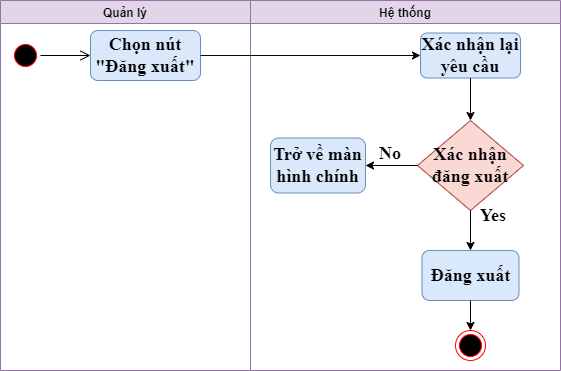 Quản lý
Hệ thống
Chọn nút
"Đăng xuất"
Xác nhận lại
yêu cầu
Trở về màn
hình chính
No
Xác nhận
đăng xuất
Yes
Đăng xuất